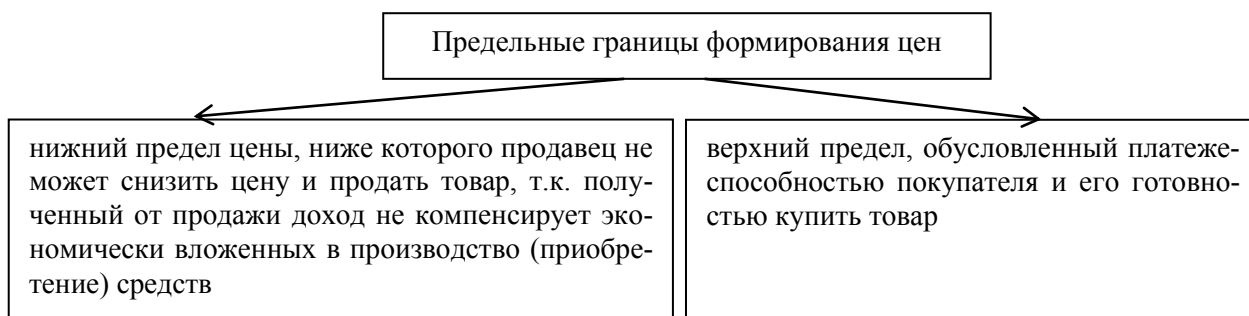 Предельные границы формирования цен
нижний предел цены, ниже которого продавец не
может снизить цену и продать товар, т.к. полу-
ченный от продажи доход не компенсирует эко-
номически вложенных в производство (приобре-
тение) средств
верхний предел, обусловленный платеже-
способностью покупателя и его готовно-
стью купить товар